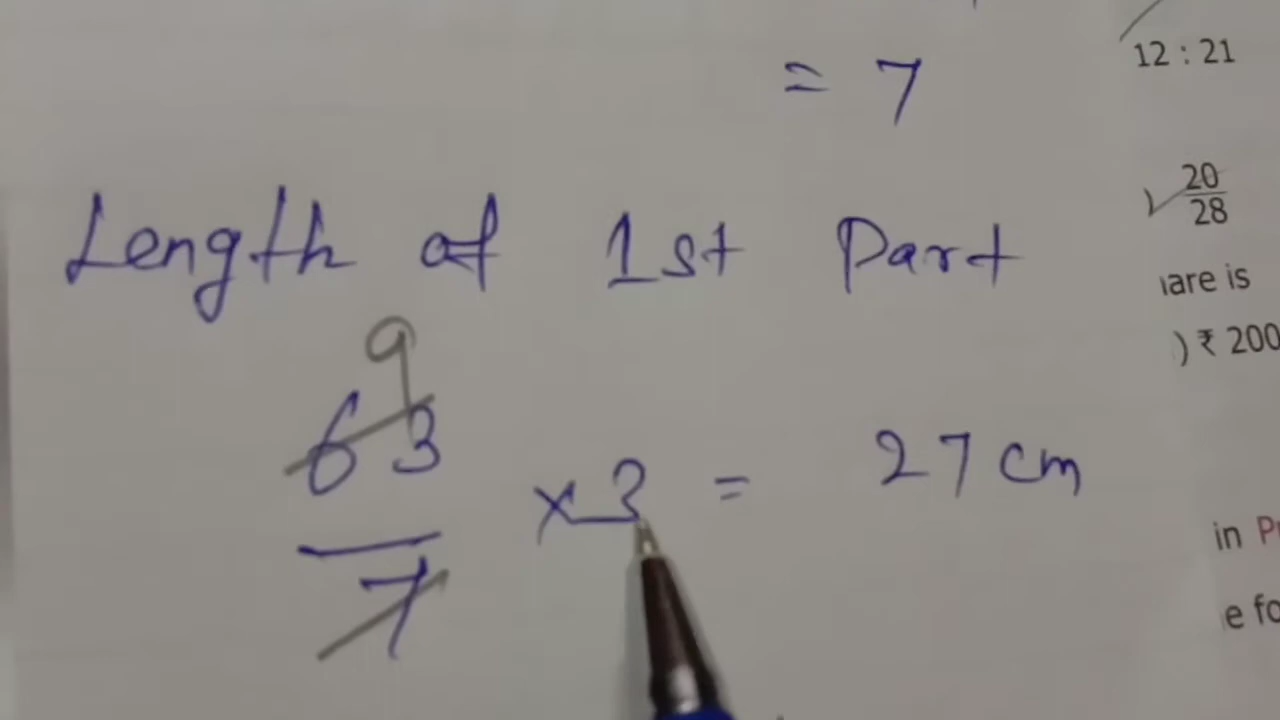 = 7
12 : 21
20
28
Length of 1st Part
are is
) ₹ 200
9
63
7
×3 = 27 cm
in